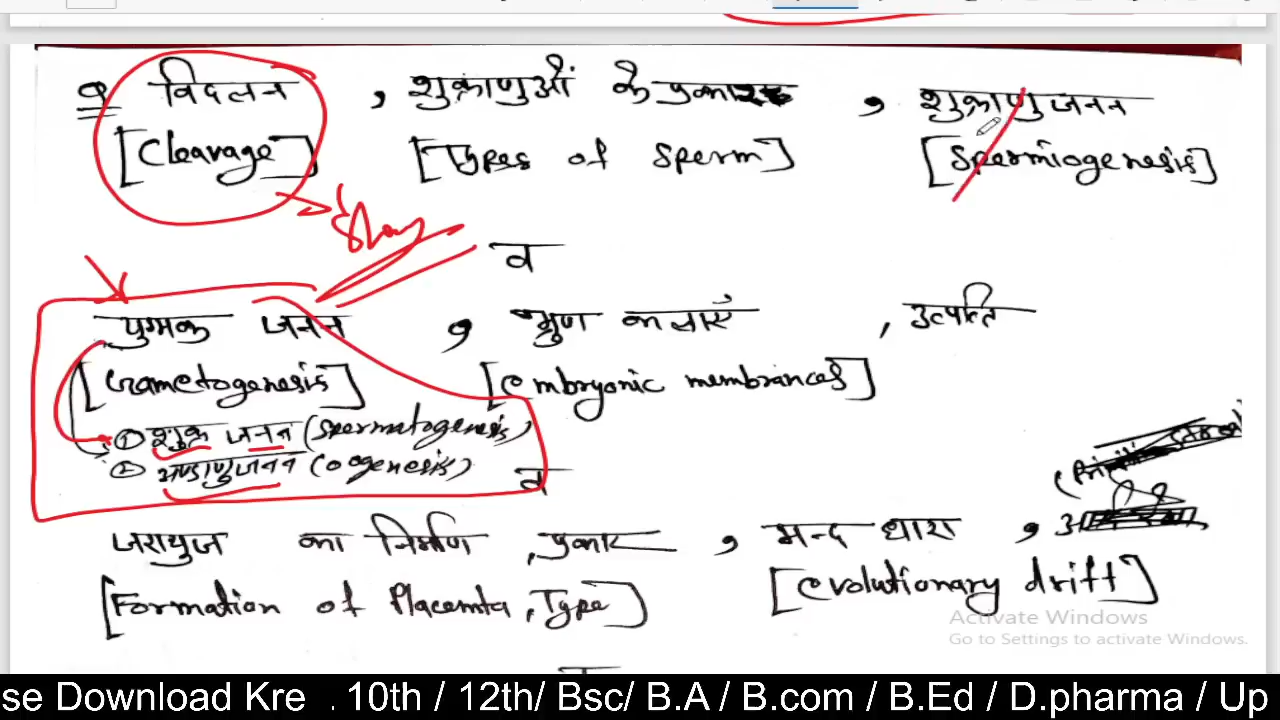 विदलन , शुक्राणुओं के प्रकार , शुक्राणुजनन
[Cleavage] [Types of Sperm] [Spermiogenesis]
व
युग्मक जनन , भ्रुण कलाएँ , उत्पत्ति
[Gametogenesis] [embryonic membrances]
① शुक्र जनन (Spermatogenesis)
② अण्डाणुजनन (oogenesis)
व
जरायुज का निर्माण , प्रकार , मन्द धारा ,
[Formation of Placenta, Type] [evolutionary drift]
Activate Windows
Go to Settings to activate Windows.
se Download Kre . 10th / 12th/ Bsc/ B.A / B.com / B.Ed / D.pharma / Up